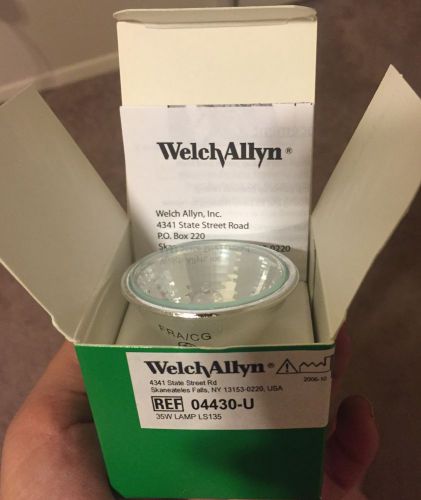 WelchAllyn®
Welch Allyn, Inc.
4341 State Street Road
P.O. Box 220
0220
FRA/CG
WelchAllyn®
2006-10
4341 State Street Rd
Skaneateles Falls, NY 13153-0220, USA
REF 04430-U
35W LAMP LS135